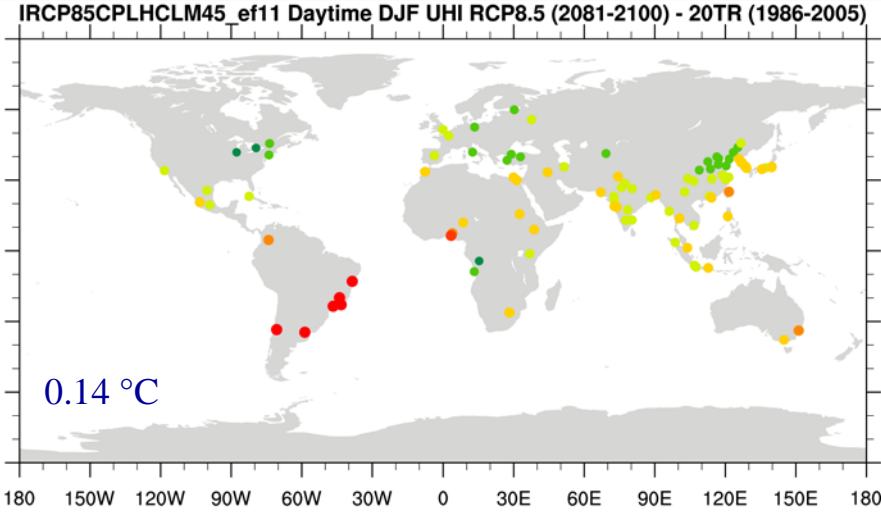 IRCP85CPLHCLM45_ef11 Daytime DJF UHI RCP8.5 (2081-2100) - 20TR (1986-2005)
0.14 °C
180 150W 120W 90W 60W 30W 0 30E 60E 90E 120E 150E 180